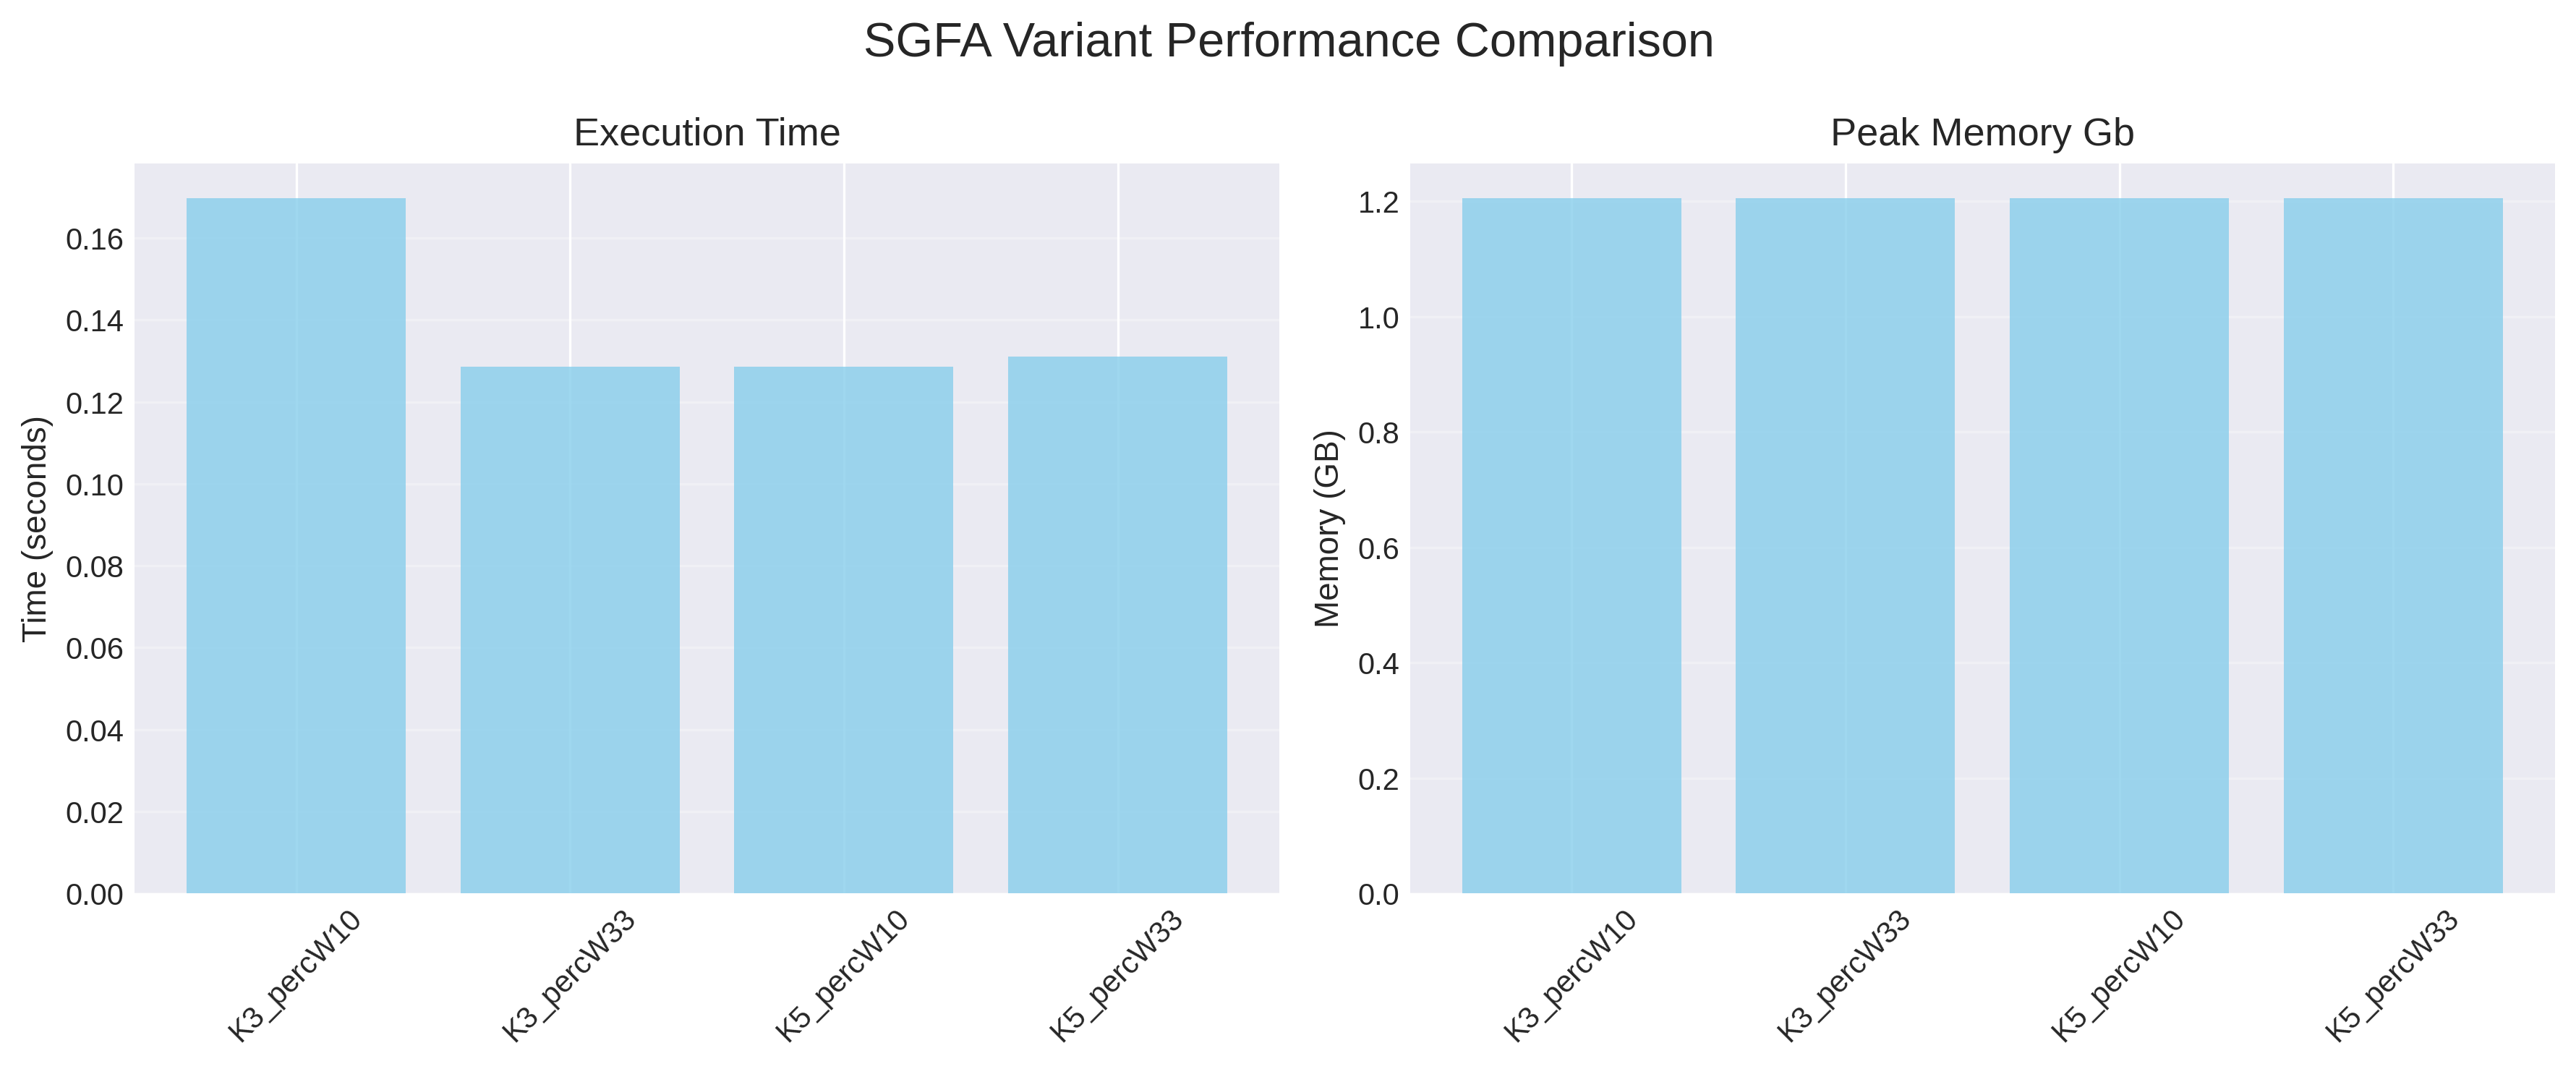 SGFA Variant Performance Comparison
Execution Time
Time (seconds)
0.16
0.14
0.12
0.10
0.08
0.06
0.04
0.02
0.00
K3_percW10
K3_percW33
K5_percW10
K5_percW33
Peak Memory Gb
Memory (GB)
1.2
1.0
0.8
0.6
0.4
0.2
0.0
K3_percW10
K3_percW33
K5_percW10
K5_percW33